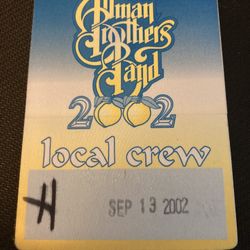 Allman
Brothers
Band
2002
local crew
H
SEP 13 2002